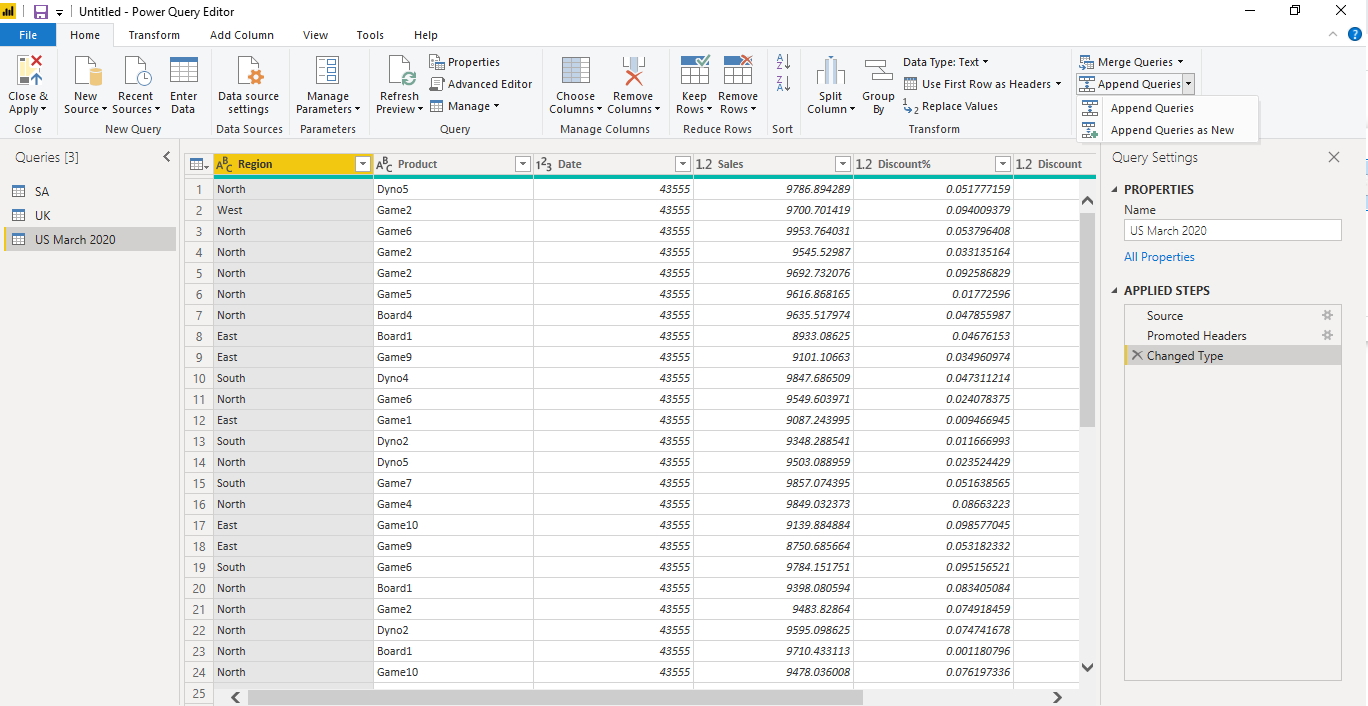 Untitled - Power Query Editor
File Home Transform Add Column View Tools Help
Close & Apply
Close
New Source
Recent Sources
Enter Data
New Query
Data source settings
Data Sources
Manage Parameters
Parameters
Refresh Preview
Properties
Advanced Editor
Manage
Query
Choose Columns
Remove Columns
Manage Columns
Keep Rows
Remove Rows
Reduce Rows
Sort
Split Column
Group By
Data Type: Text
Use First Row as Headers
Replace Values
Transform
Merge Queries
Append Queries
Append Queries
Append Queries as New
Queries [3]
SA
UK
US March 2020
Region Product Date Sales Discount% Discount
1 North Dyno5 43555 9786.894289 0.051777159
2 West Game2 43555 9700.701419 0.094009379
3 North Game6 43555 9953.764031 0.053796408
4 North Game2 43555 9545.52987 0.033135164
5 North Game2 43555 9692.732076 0.092586829
6 North Game5 43555 9616.868165 0.01772596
7 North Board4 43555 9635.517974 0.047855987
8 East Board1 43555 8933.08625 0.04676153
9 East Game9 43555 9101.10663 0.034960974
10 South Dyno4 43555 9847.686509 0.047311214
11 North Game6 43555 9549.603971 0.024078375
12 East Game1 43555 9087.243995 0.009466945
13 South Dyno2 43555 9348.288541 0.011666993
14 North Dyno5 43555 9503.088959 0.023524429
15 South Game7 43555 9857.074395 0.051638565
16 North Game4 43555 9849.032373 0.08663223
17 East Game10 43555 9139.884884 0.098577045
18 East Game9 43555 8750.685664 0.053182332
19 South Game6 43555 9784.151751 0.095156521
20 North Board1 43555 9398.080594 0.083405084
21 North Game2 43555 9483.82864 0.074918459
22 North Dyno2 43555 9595.098625 0.074741678
23 North Board1 43555 9710.433113 0.001180796
24 North Game10 43555 9478.036008 0.076197336
25
Query Settings
PROPERTIES
Name
US March 2020
All Properties
APPLIED STEPS
Source
Promoted Headers
Changed Type